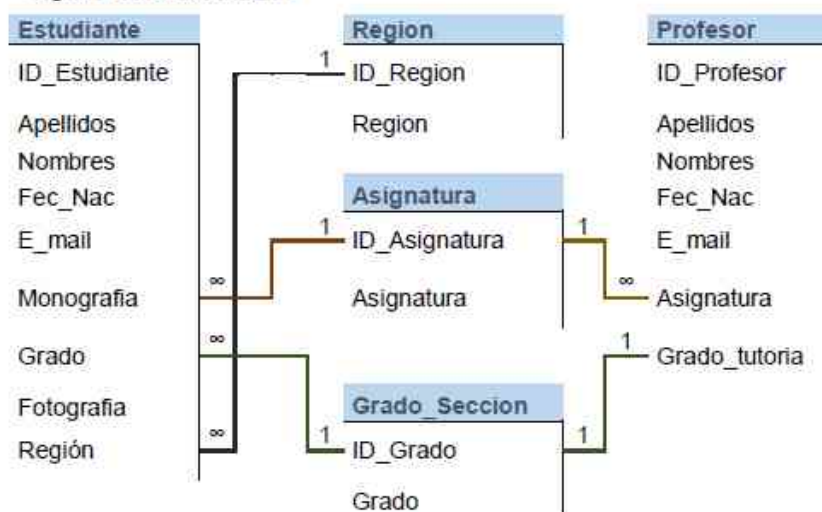 Estudiante
ID_Estudiante
Apellidos
Nombres
Fec_Nac
E_mail
Monografia
Grado
Fotografia
Región
∞
∞
∞
Region
1 ID_Region
Region
Asignatura
1 ID_Asignatura 1
Asignatura
Grado_Seccion
1 ID_Grado 1
Grado
Profesor
ID_Profesor
Apellidos
Nombres
Fec_Nac
E_mail
∞ Asignatura
1 Grado_tutoria